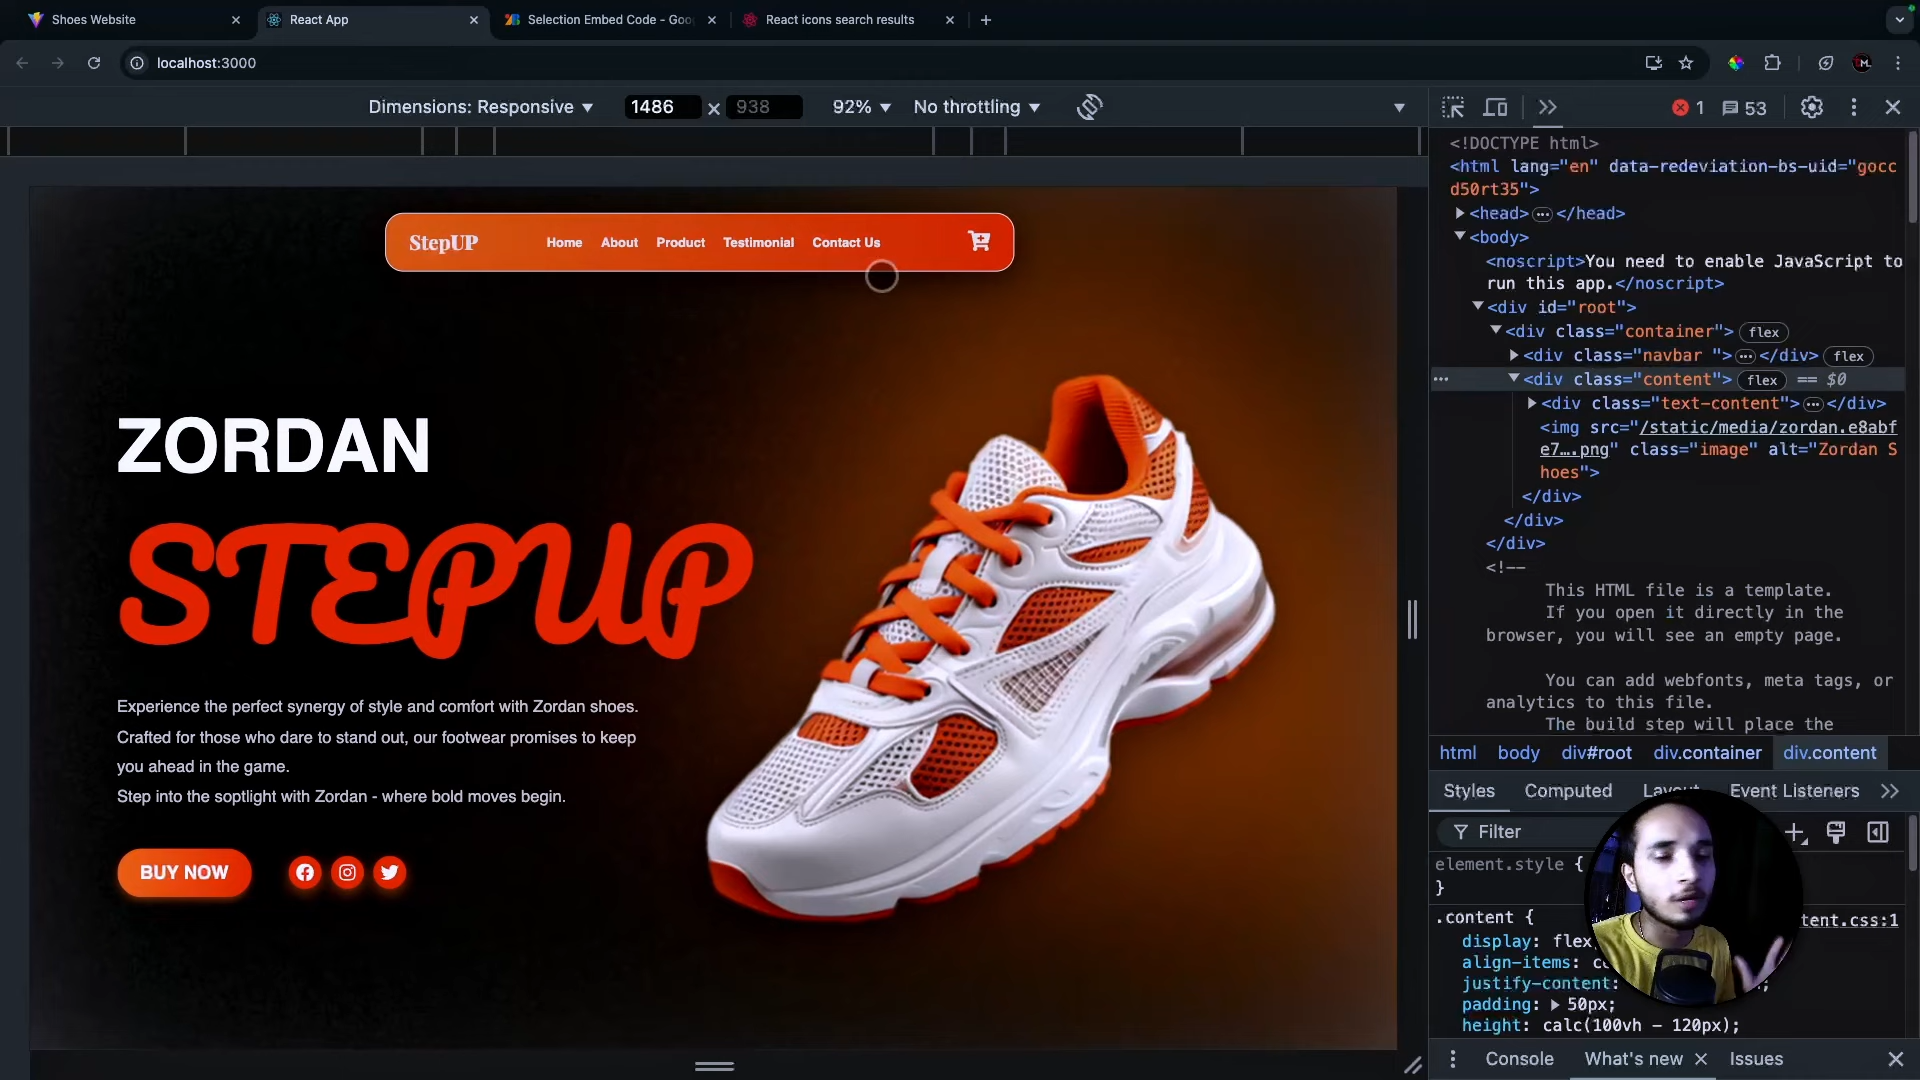 Shoes Website
React App
Selection Embed Code - Goo
React icons search results
localhost:3000
Dimensions: Responsive
1486
938
92%
No throttling
1
53
StepUP
Home
About
Product
Testimonial
Contact Us
ZORDAN
STEPUP
Experience the perfect synergy of style and comfort with Zordan shoes.
Crafted for those who dare to stand out, our footwear promises to keep
you ahead in the game.
Step into the soptlight with Zordan - where bold moves begin.
BUY NOW
<!DOCTYPE html>
<html lang="en" data-redeviation-bs-uid="gocc
d50rt35">
<head> ⋯ </head>
<body>
<noscript>You need to enable JavaScript to
run this app.</noscript>
<div id="root">
<div class="container"> flex
<div class="navbar "> ⋯ </div> flex
<div class="content"> flex == $0
<div class="text-content"> ⋯ </div>
<img src="/static/media/zordan.e8abf
e7….png" class="image" alt="Zordan S
hoes">
</div>
</div>
</div>
<!--
This HTML file is a template.
If you open it directly in the
browser, you will see an empty page.
You can add webfonts, meta tags, or
analytics to this file.
The build step will place the
html
body
div#root
div.container
div.content
Styles
Computed
Layout
Event Listeners
Filter
element.style {
}
.content {
tent.css:1
display: flex
align-items: ce
justify-content:
padding: 50px;
height: calc(100vh - 120px);
Console
What's new
Issues